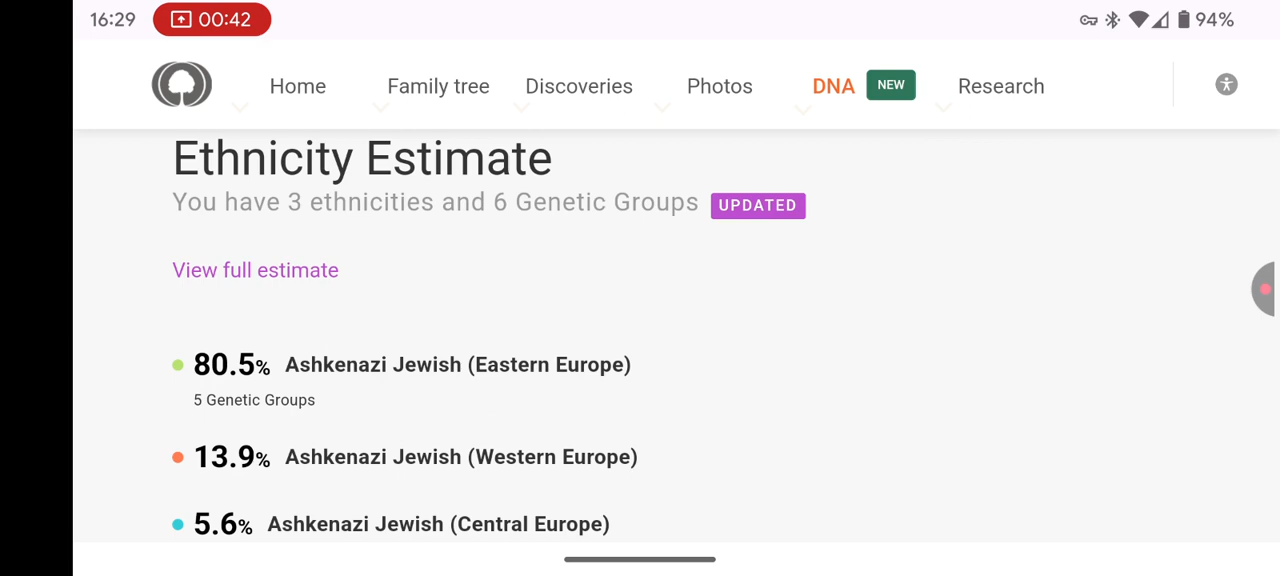 16:29 00:42 94%
Home Family tree Discoveries Photos DNA NEW Research
Ethnicity Estimate
You have 3 ethnicities and 6 Genetic Groups UPDATED
View full estimate
80.5% Ashkenazi Jewish (Eastern Europe)
5 Genetic Groups
13.9% Ashkenazi Jewish (Western Europe)
5.6% Ashkenazi Jewish (Central Europe)